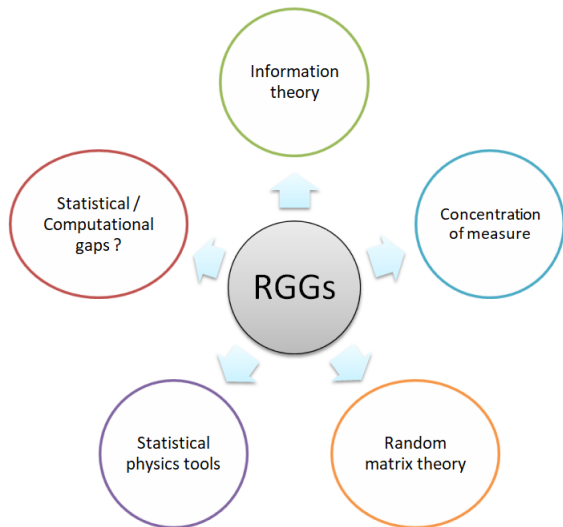 Information
theory
Statistical /
Computational
gaps ?
Concentration
of measure
RGGs
Statistical
physics tools
Random
matrix theory